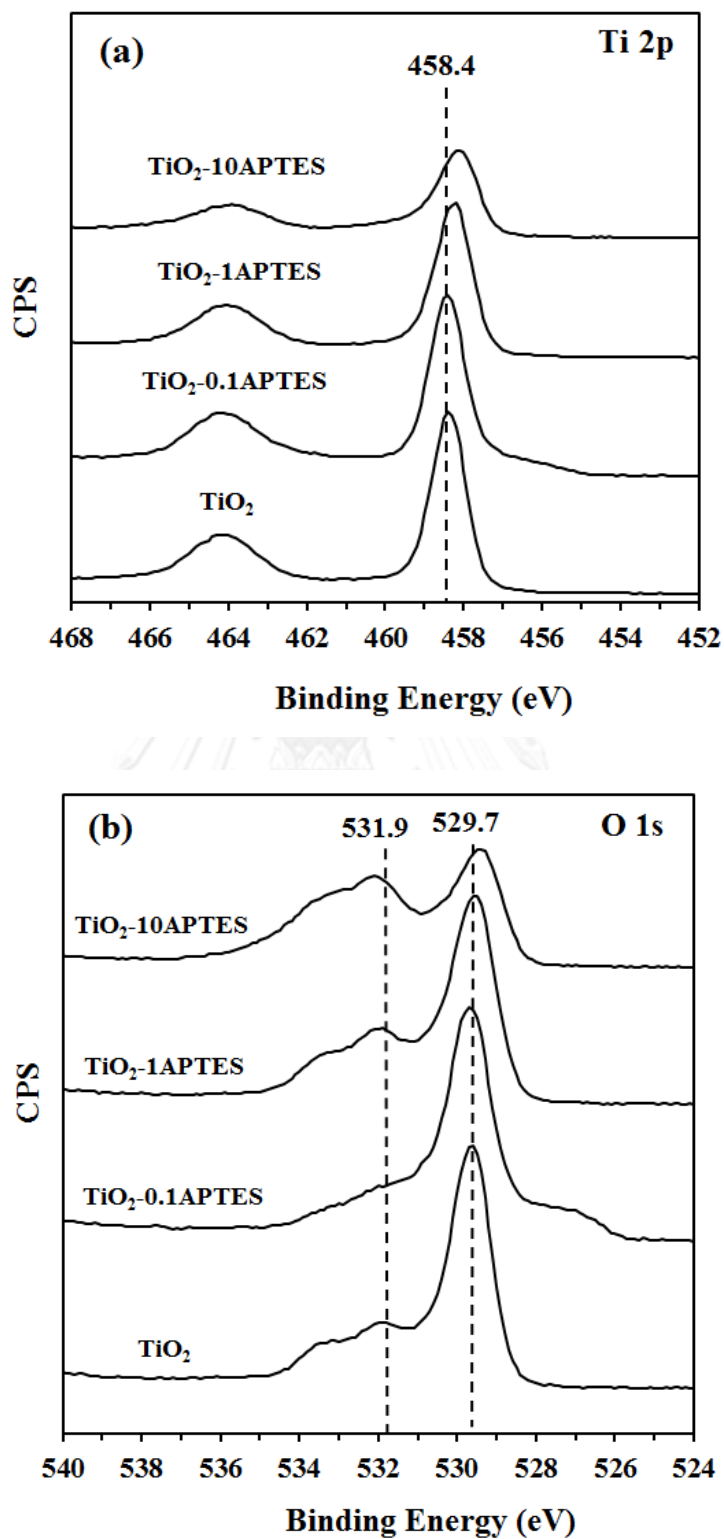 (a)
Ti 2p
458.4
TiO₂-10APTES
TiO₂-1APTES
TiO₂-0.1APTES
TiO₂
CPS
468 466 464 462 460 458 456 454 452
Binding Energy (eV)
(b)
531.9 529.7
O 1s
TiO₂-10APTES
TiO₂-1APTES
TiO₂-0.1APTES
TiO₂
CPS
540 538 536 534 532 530 528 526 524
Binding Energy (eV)